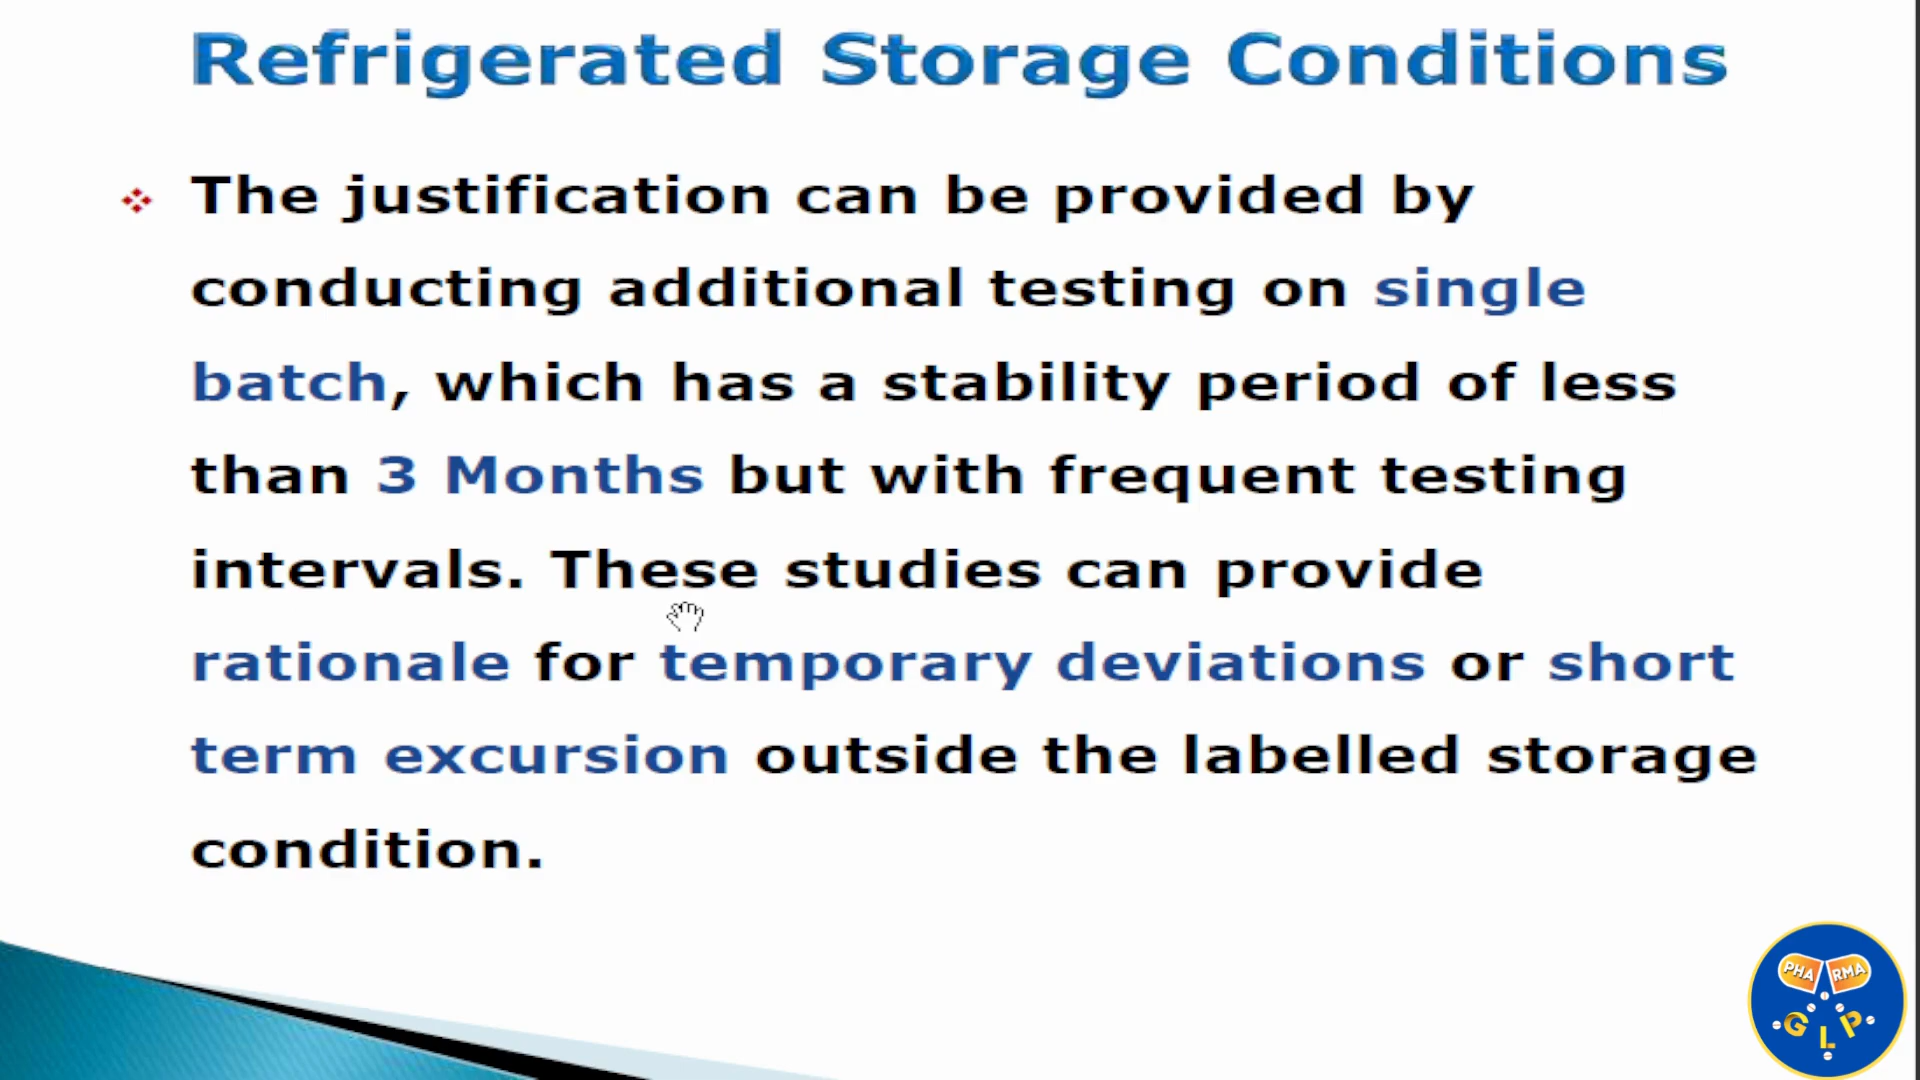 Refrigerated Storage Conditions
The justification can be provided by
conducting additional testing on single
batch, which has a stability period of less
than 3 Months but with frequent testing
intervals. These studies can provide
rationale for temporary deviations or short
term excursion outside the labelled storage
condition.
PHA RMA
G L P